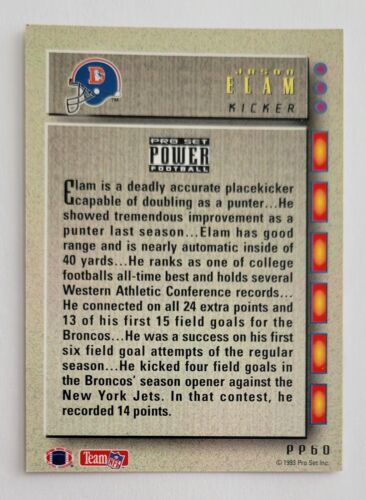 JASON
ELAM
KICKER
D
TM
PRO SET
POWER
FOOTBALL
Elam is a deadly accurate placekicker
capable of doubling as a punter...He
showed tremendous improvement as a
punter last season...Elam has good
range and is nearly automatic inside of
40 yards...He ranks as one of college
footballs all-time best and holds several
Western Athletic Conference records...
He connected on all 24 extra points and
13 of his first 15 field goals for the
Broncos...He was a success on his first
six field goal attempts of the regular
season...He kicked four field goals in
the Broncos' season opener against the
New York Jets. In that contest, he
recorded 14 points.
Team NFL
PP60
© 1993 Pro Set Inc.